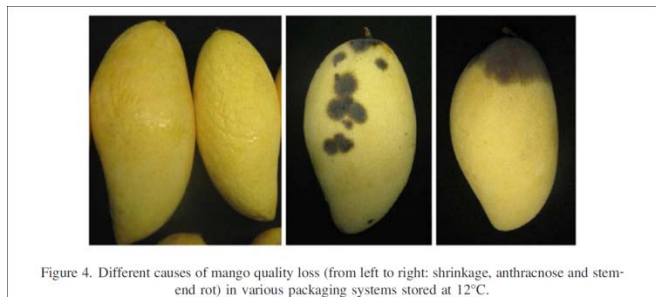 Figure 4. Different causes of mango quality loss (from left to right: shrinkage, anthracnose and stem-
end rot) in various packaging systems stored at 12°C.